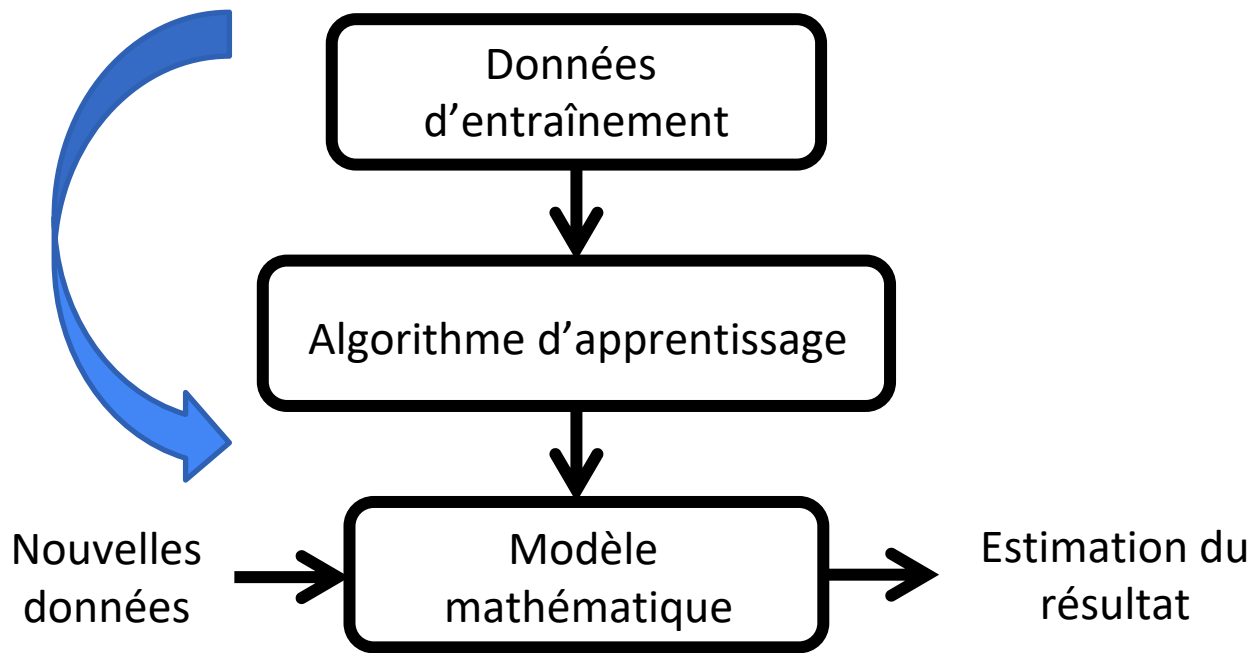 Données
d’entraînement
Algorithme d’apprentissage
Nouvelles
données
Modèle
mathématique
Estimation du
résultat